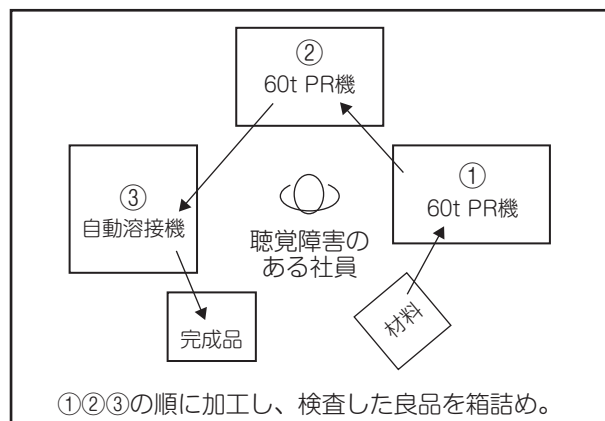 ②
60t PR機
①
60t PR機
③
自動溶接機
聴覚障害の
ある社員
材料
完成品
①②③の順に加工し、検査した良品を箱詰め。